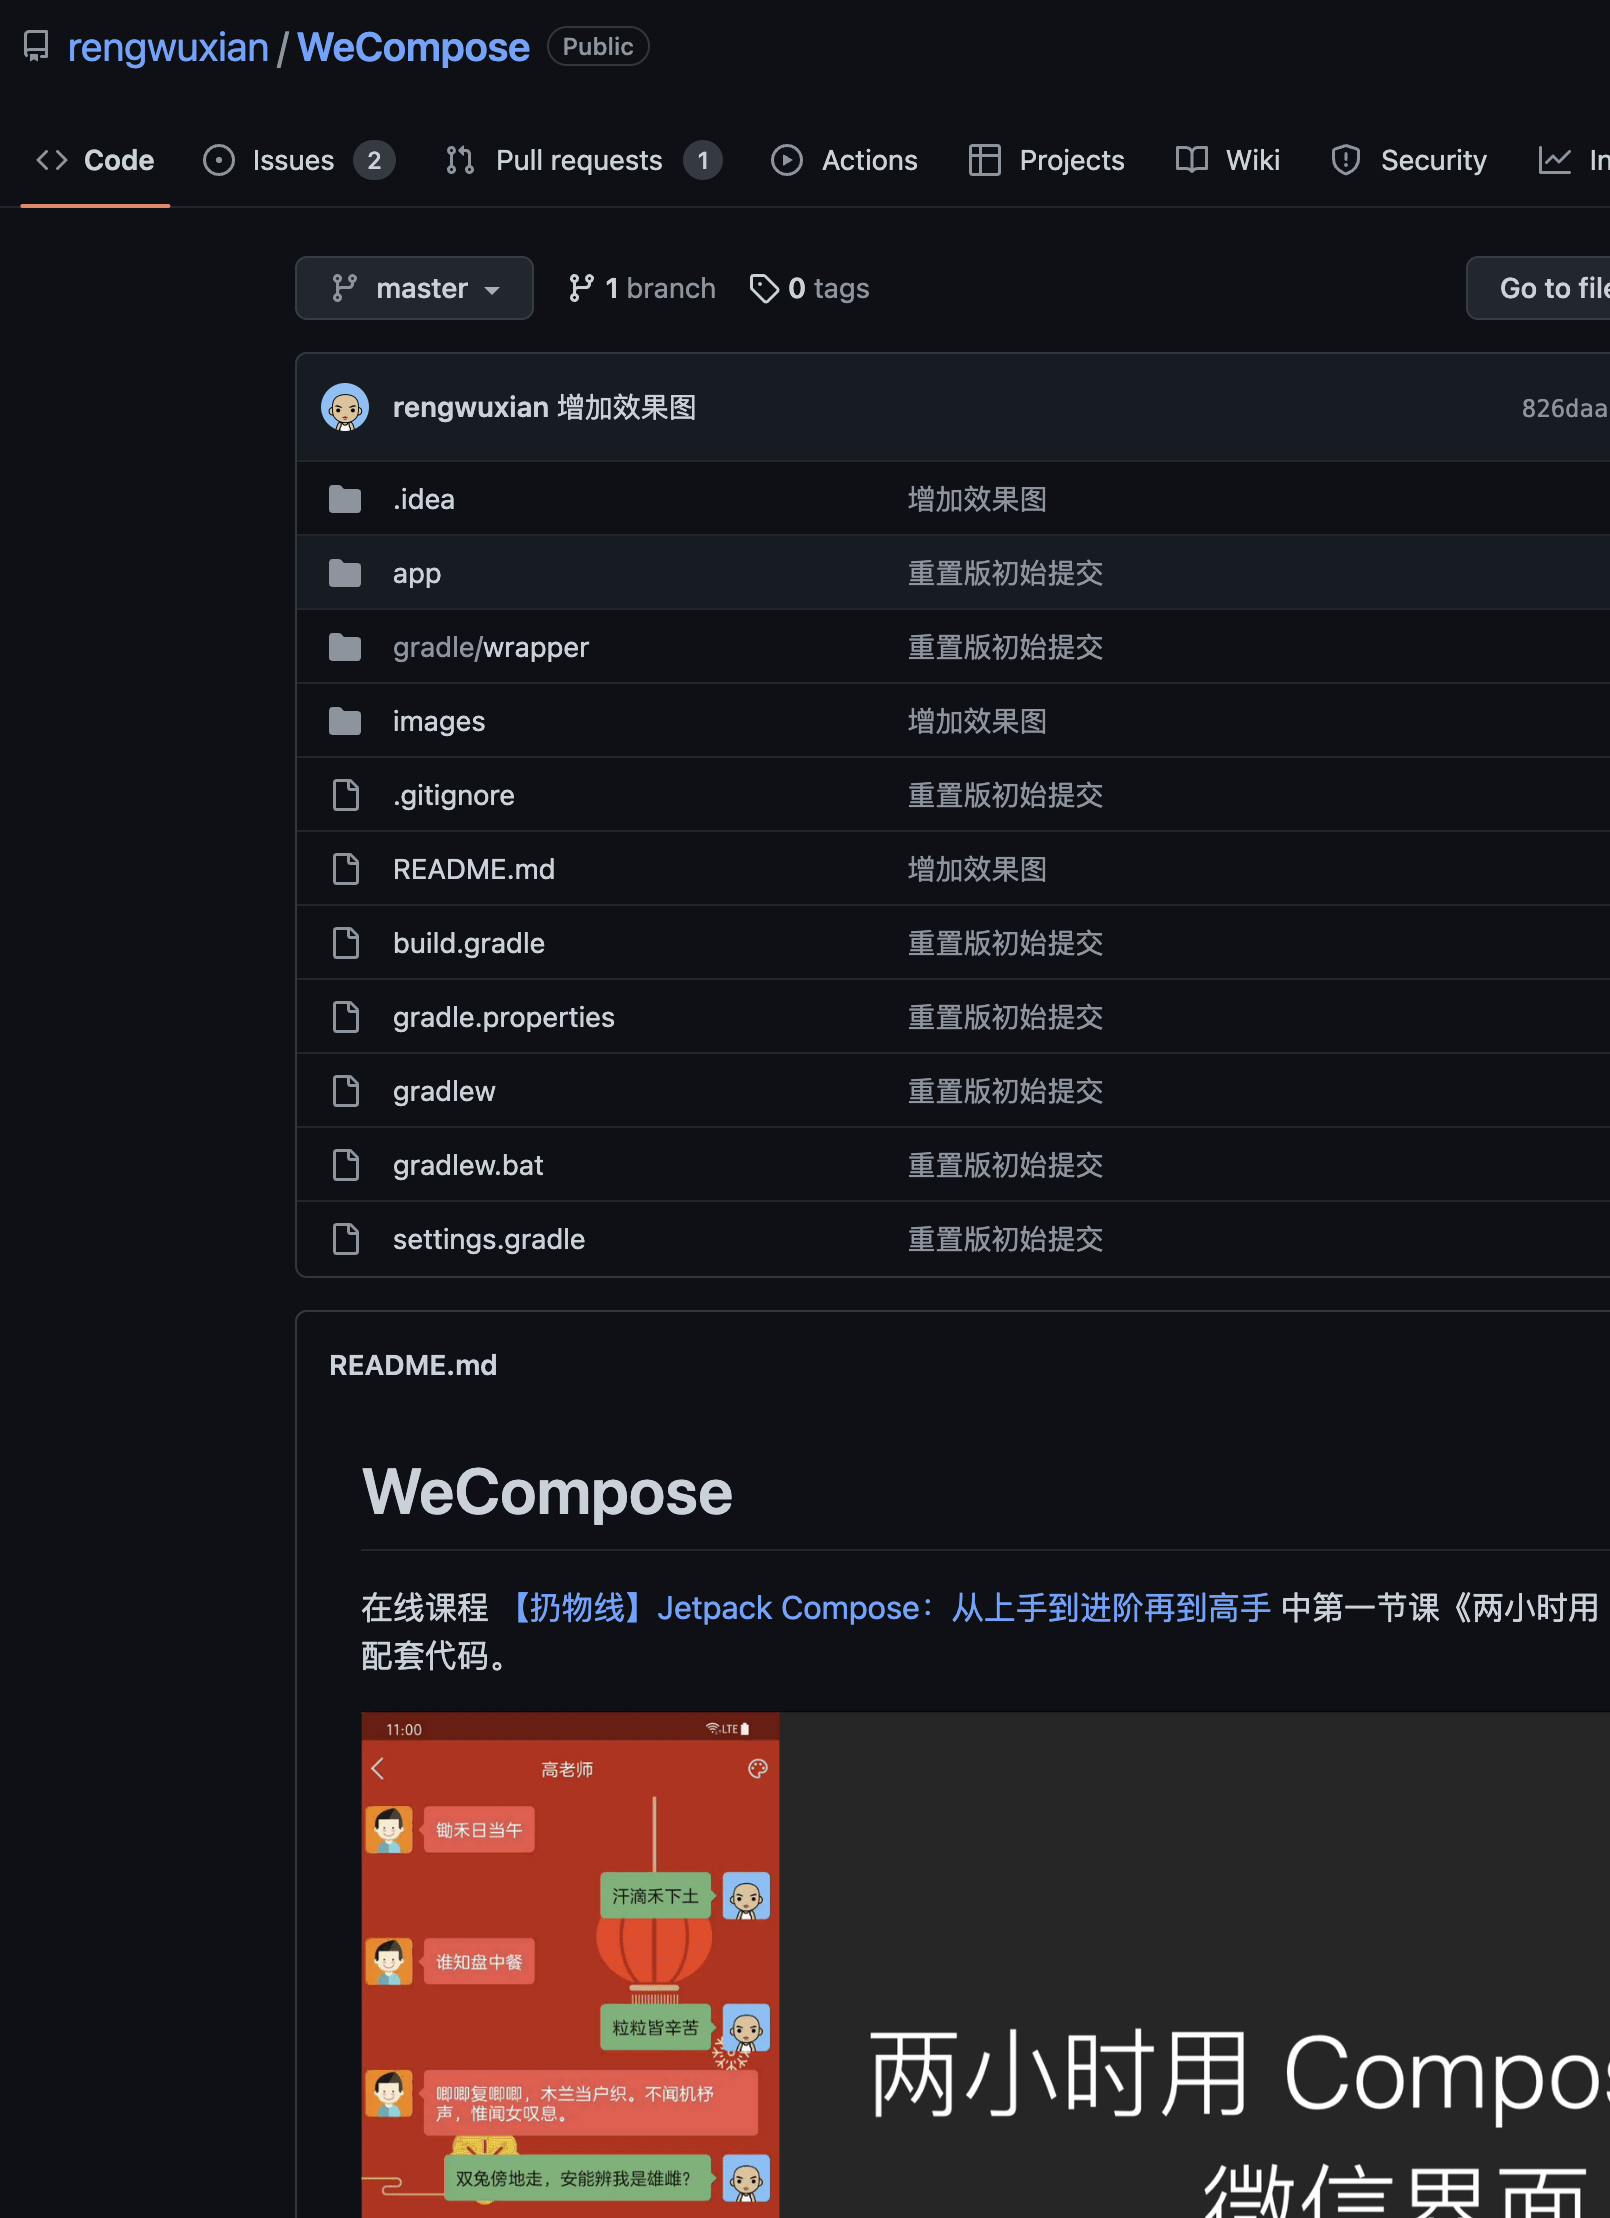 rengwuxian / WeCompose Public
Code Issues 2 Pull requests 1 Actions Projects Wiki Security
master 1 branch 0 tags Go to file
rengwuxian 增加效果图 826daa
.idea 增加效果图
app 重置版初始提交
gradle/wrapper 重置版初始提交
images 增加效果图
.gitignore 重置版初始提交
README.md 增加效果图
build.gradle 重置版初始提交
gradle.properties 重置版初始提交
gradlew 重置版初始提交
gradlew.bat 重置版初始提交
settings.gradle 重置版初始提交
README.md
WeCompose
在线课程 【扔物线】Jetpack Compose：从上手到进阶再到高手 中第一节课《两小时用
配套代码。
11:00 LTE
高老师
锄禾日当午
汗滴禾下土
谁知盘中餐
粒粒皆辛苦
唧唧复唧唧，木兰当户织。不闻机杼
声，惟闻女叹息。
双兔傍地走，安能辨我是雄雌？
两小时用 Compos
微信界面